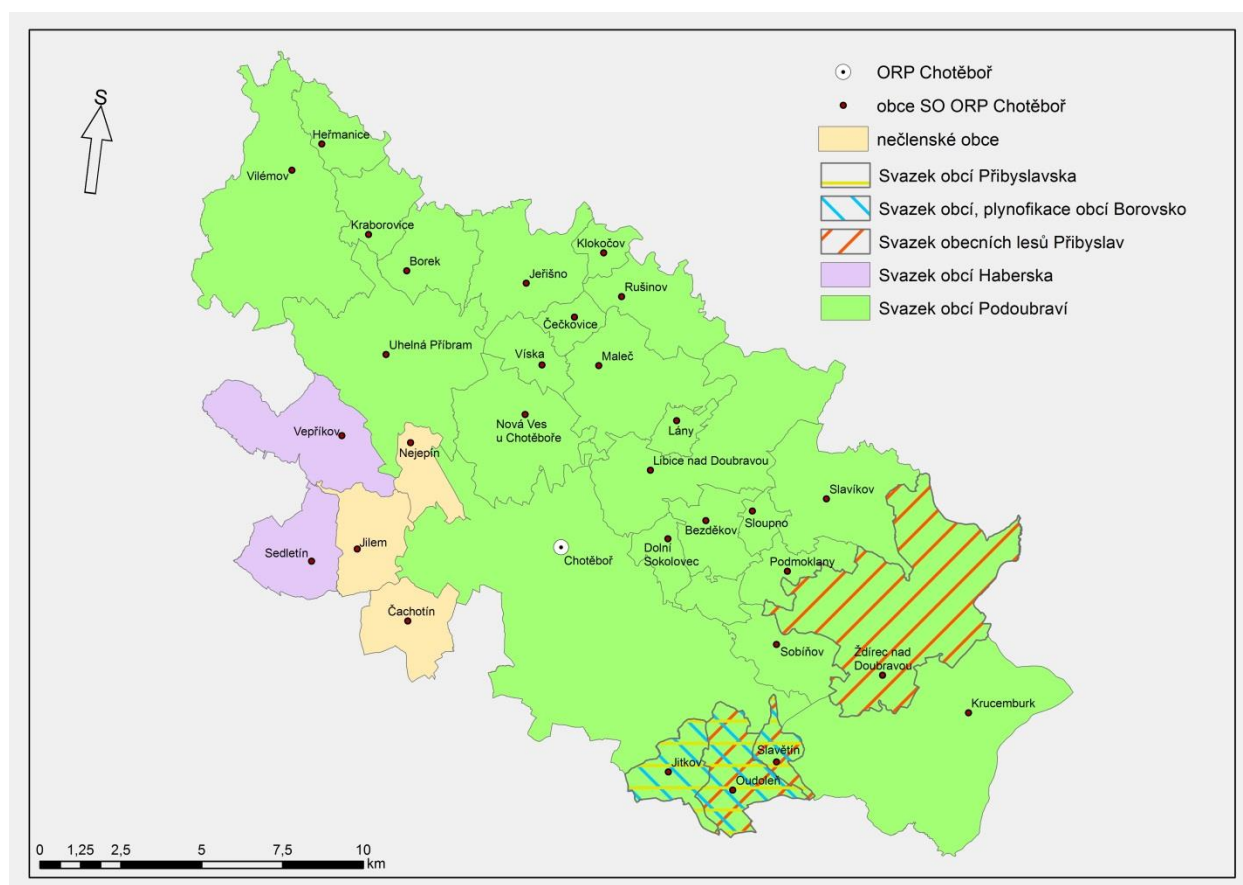 S
ORP Chotěboř
obce SO ORP Chotěboř
nečlenské obce
Svazek obcí Přibyslavska
Svazek obcí, plynofikace obcí Borovsko
Svazek obecních lesů Přibyslav
Svazek obcí Haberska
Svazek obcí Podoubraví
Heřmanice
Vilémov
Kraborovice
Borek
Klokočov
Jeřišno
Rušinov
Čečkovice
Uhelná Příbram
Víska
Maleč
Vepříkov
Nejepín
Nová Ves
u Chotěboře
Lány
Libice nad Doubravou
Slavíkov
Sloupno
Bezděkov
Dolní
Sokolovec
Sedletín
Jilem
Chotěboř
Podmoklany
Čachotín
Sobíňov
Ždírec nad
Doubravou
Krucemburk
Slavětín
Jitkov
Oudoleň
0 1,25 2,5 5 7,5 10
km